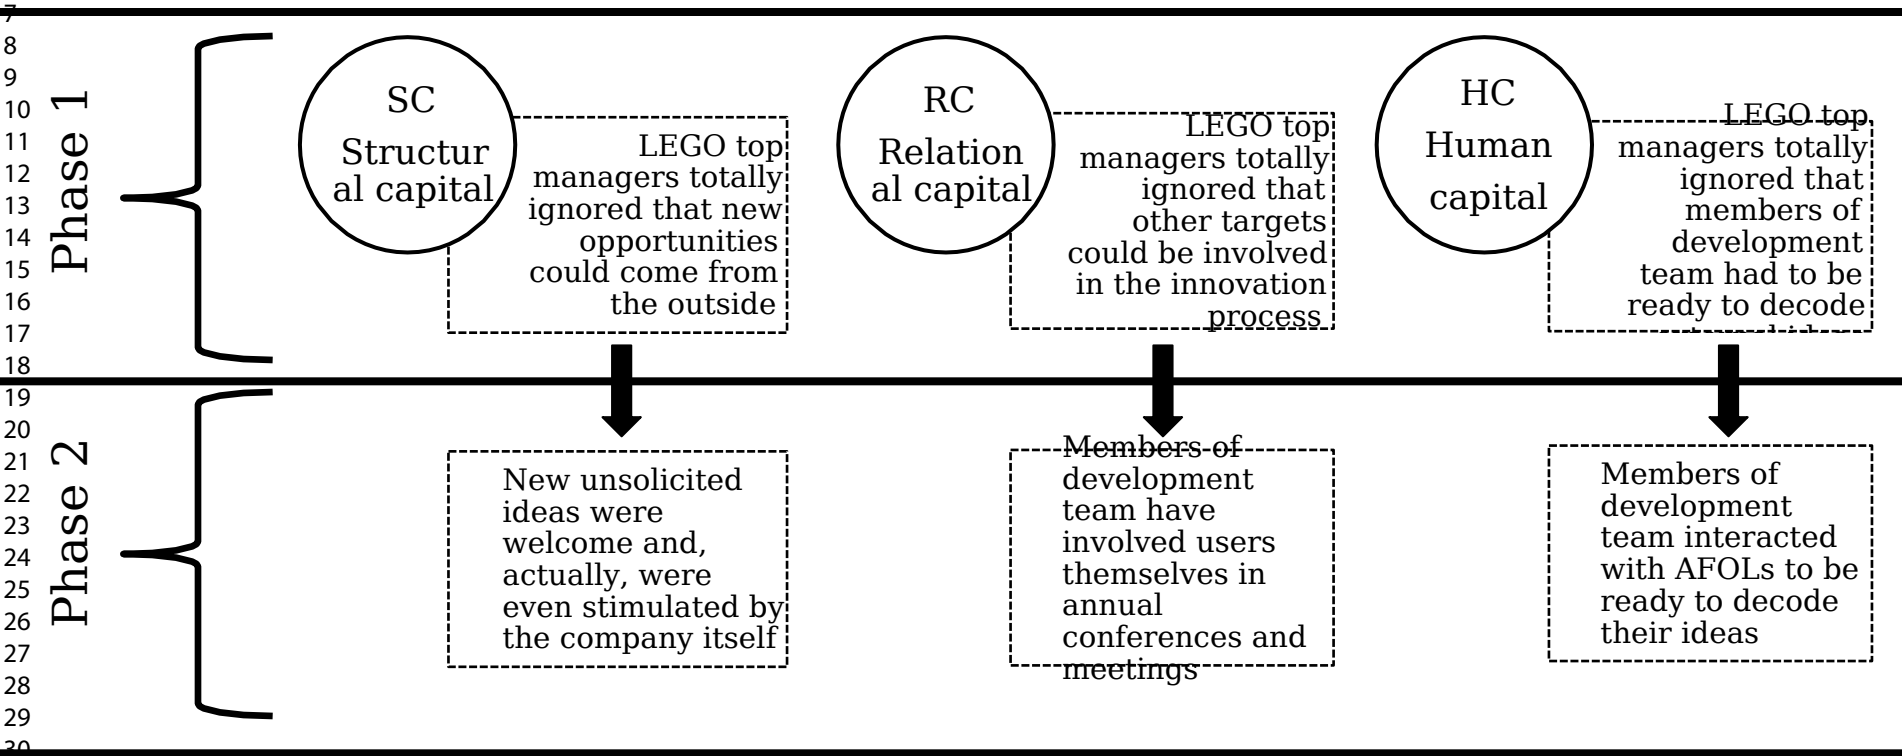 7
8
9
10
11
12
13
14
15
16
17
18
19
20
21
22
23
24
25
26
27
28
29
30
Phase 1
SC
Structur
al capital
LEGO top
managers totally
ignored that new
opportunities
could come from
the outside
RC
Relation
al capital
LEGO top
managers totally
ignored that
other targets
could be involved
in the innovation
process
HC
Human
capital
LEGO top
managers totally
ignored that
members of
development
team had to be
ready to decode
Phase 2
New unsolicited
ideas were
welcome and,
actually, were
even stimulated by
the company itself
Members of
development
team have
involved users
themselves in
annual
conferences and
meetings
Members of
development
team interacted
with AFOLs to be
ready to decode
their ideas